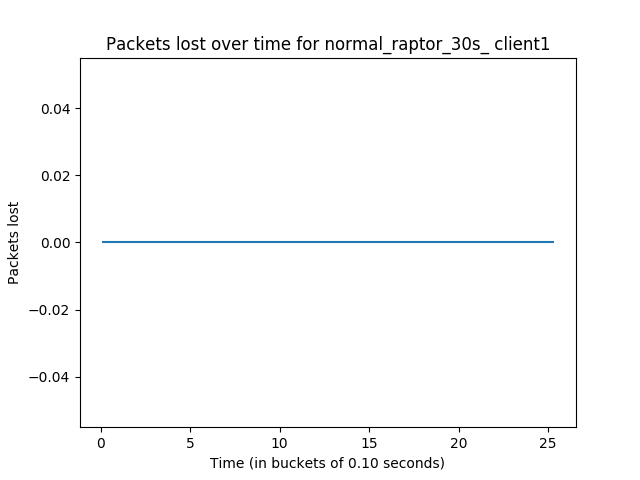 Packets lost over time for normal_raptor_30s_ client1
0.04
0.02
0.00
−0.02
−0.04
Packets lost
0 5 10 15 20 25
Time (in buckets of 0.10 seconds)